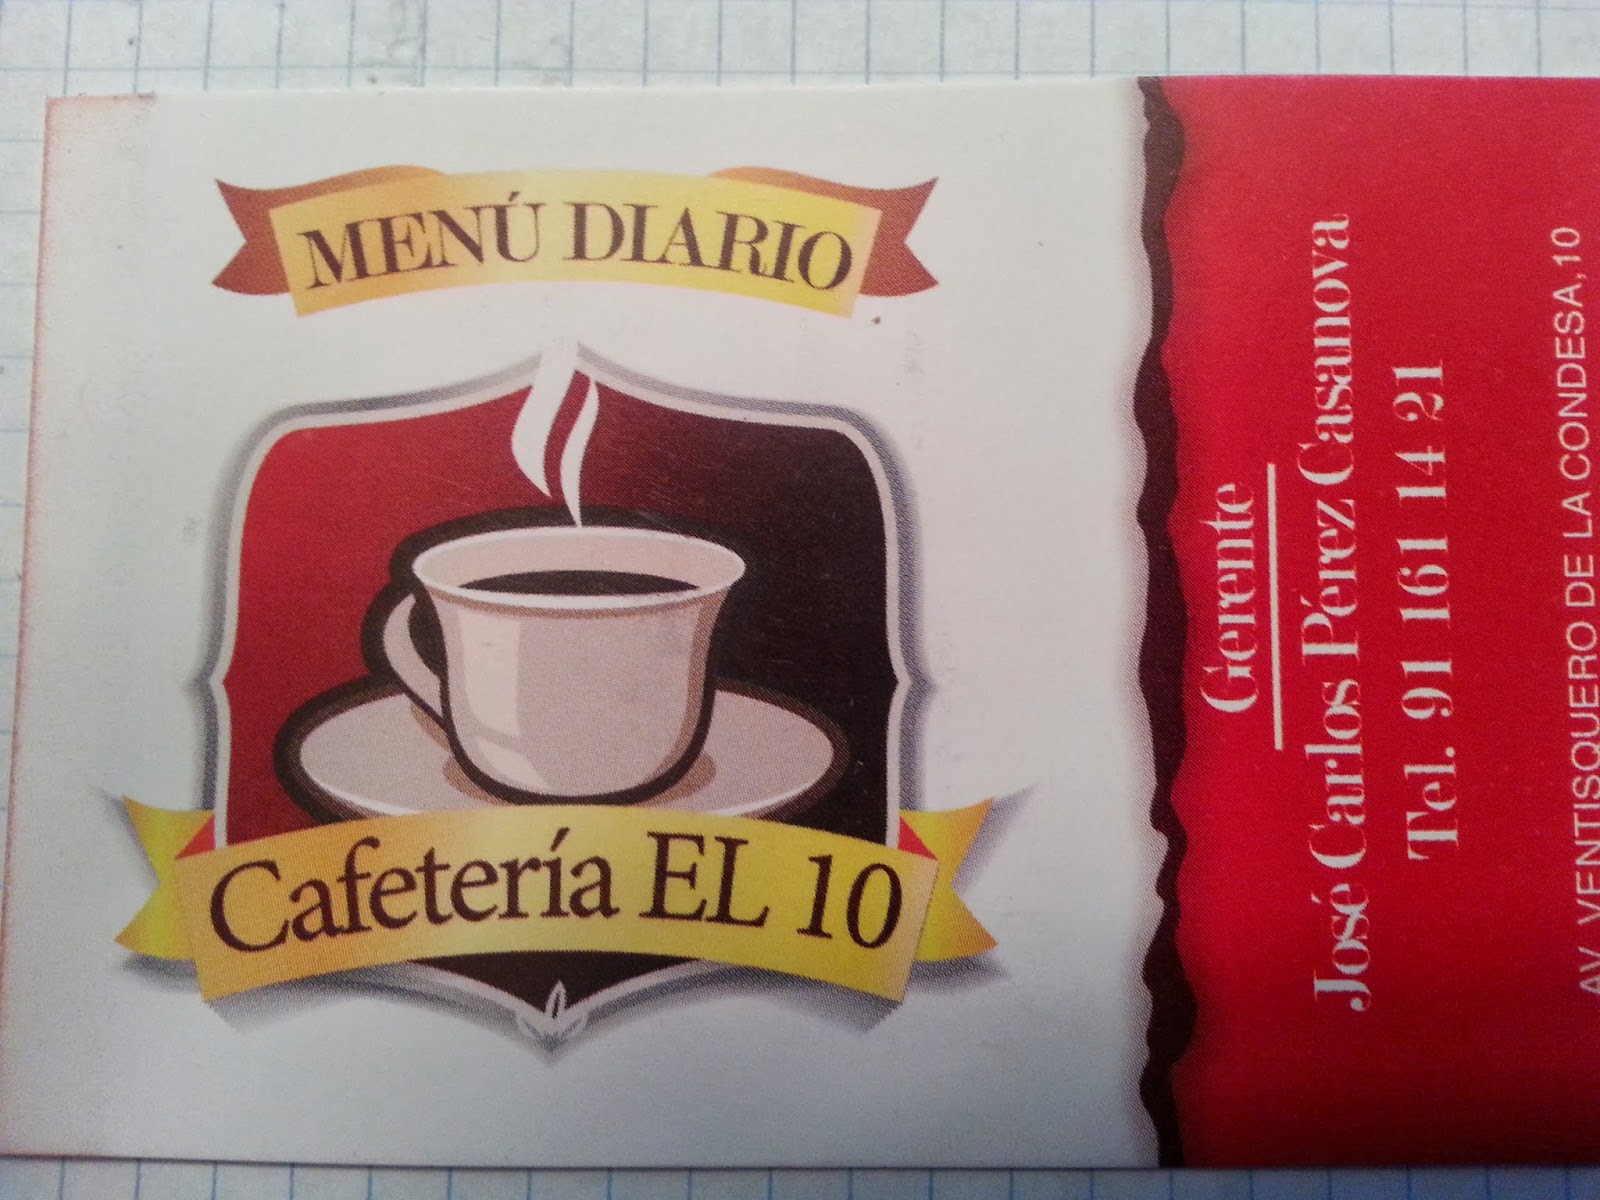 MENÚ DIARIO
Cafetería EL 10
Gerente
José Carlos Pérez Casanova
Tel. 91 161 14 21
AV. VENTISQUERO DE LA CONDESA, 10